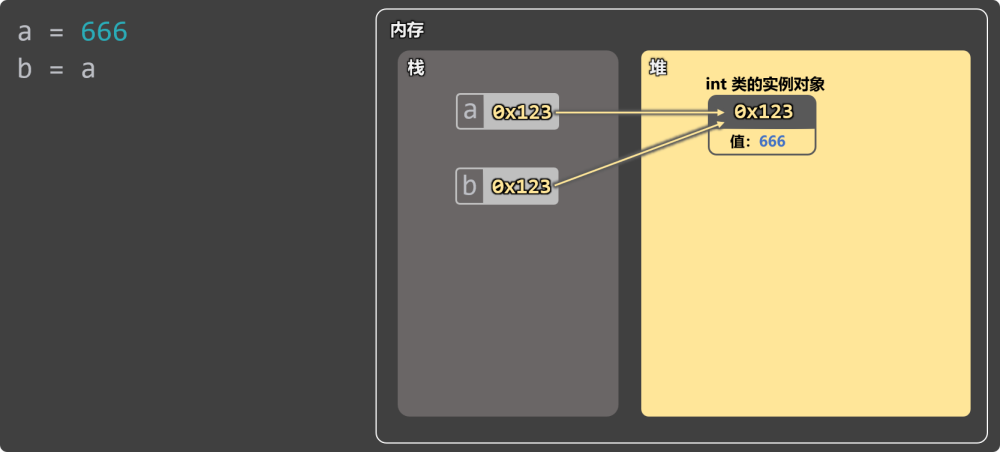 a = 666
b = a
内存
栈
a 0x123
b 0x123
堆
int 类的实例对象
0x123
值：666